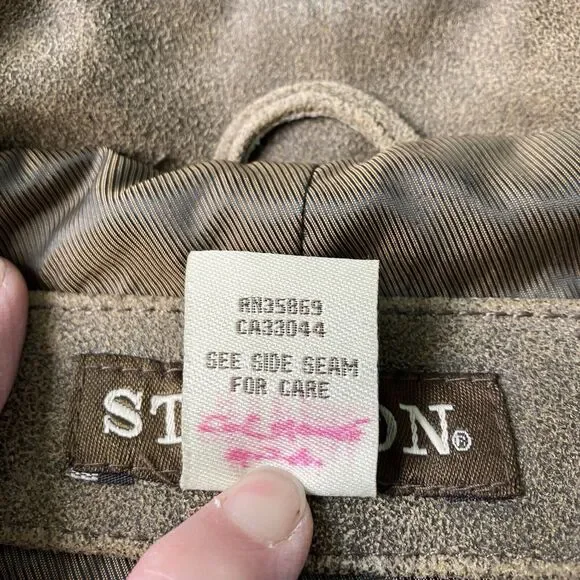 RN35869
CA33044
SEE SIDE SEAM
FOR CARE
ST ON®